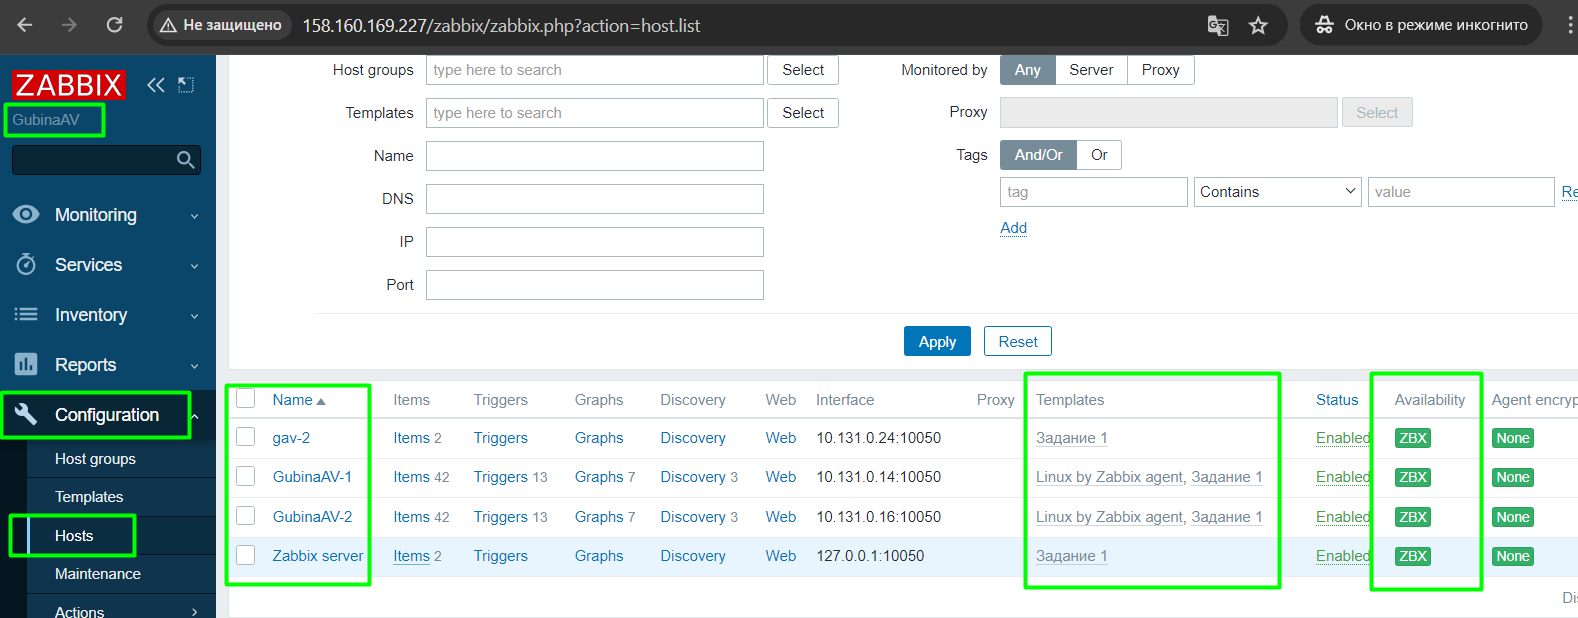 Не защищено 158.160.169.227/zabbix/zabbix.php?action=host.list Окно в режиме инкогнито
ZABBIX
GubinaAV
Monitoring
Services
Inventory
Reports
Configuration
Host groups
Templates
Hosts
Maintenance
Actions
Host groups type here to search Select Monitored by Any Server Proxy
Templates type here to search Select Proxy Select
Name Tags And/Or Or
DNS tag Contains value Re
IP Add
Port
Apply Reset
Name Items Triggers Graphs Discovery Web Interface Proxy Templates Status Availability Agent encryp
gav-2 Items 2 Triggers Graphs Discovery Web 10.131.0.24:10050 Задание 1 Enabled ZBX None
GubinaAV-1 Items 42 Triggers 13 Graphs 7 Discovery 3 Web 10.131.0.14:10050 Linux by Zabbix agent, Задание 1 Enabled ZBX None
GubinaAV-2 Items 42 Triggers 13 Graphs 7 Discovery 3 Web 10.131.0.16:10050 Linux by Zabbix agent, Задание 1 Enabled ZBX None
Zabbix server Items 2 Triggers Graphs Discovery Web 127.0.0.1:10050 Задание 1 Enabled ZBX None
Di